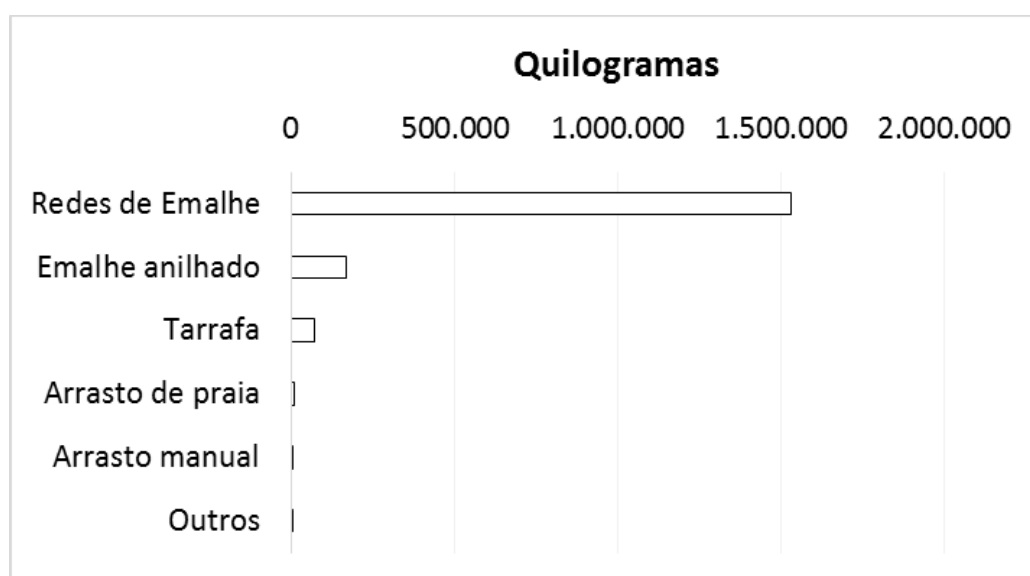 Quilogramas
0 500.000 1.000.000 1.500.000 2.000.000
Redes de Emalhe
Emalhe anilhado
Tarrafa
Arrasto de praia
Arrasto manual
Outros